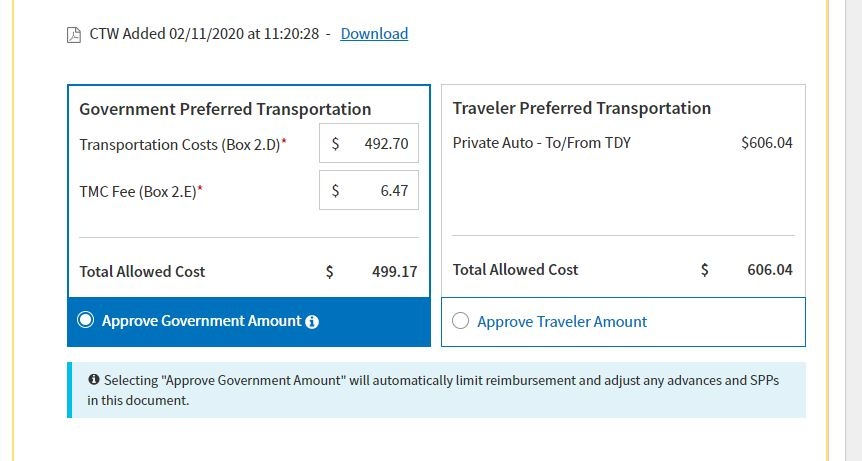 CTW Added 02/11/2020 at 11:20:28 - Download
Government Preferred Transportation
Transportation Costs (Box 2.D)* $ 492.70
TMC Fee (Box 2.E)* $ 6.47
Total Allowed Cost $ 499.17
Approve Government Amount
Traveler Preferred Transportation
Private Auto - To/From TDY $606.04
Total Allowed Cost $ 606.04
Approve Traveler Amount
Selecting "Approve Government Amount" will automatically limit reimbursement and adjust any advances and SPPs
in this document.